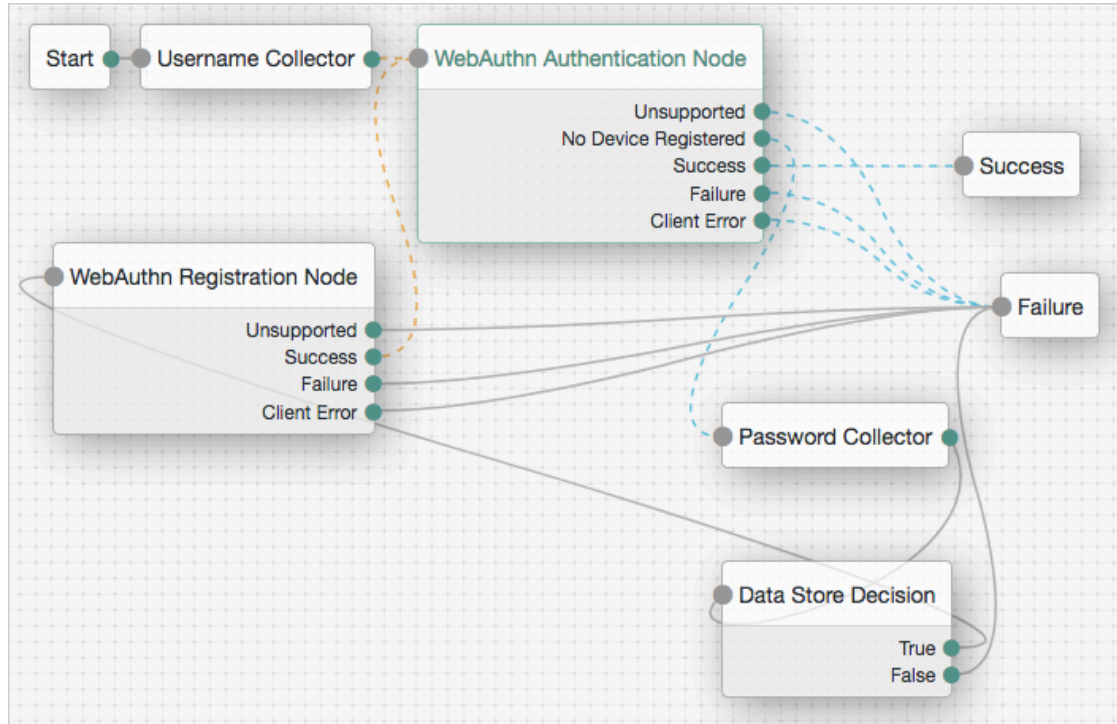 Start
Username Collector
WebAuthn Authentication Node
Unsupported
No Device Registered
Success
Failure
Client Error
Success
WebAuthn Registration Node
Unsupported
Success
Failure
Client Error
Failure
Password Collector
Data Store Decision
True
False